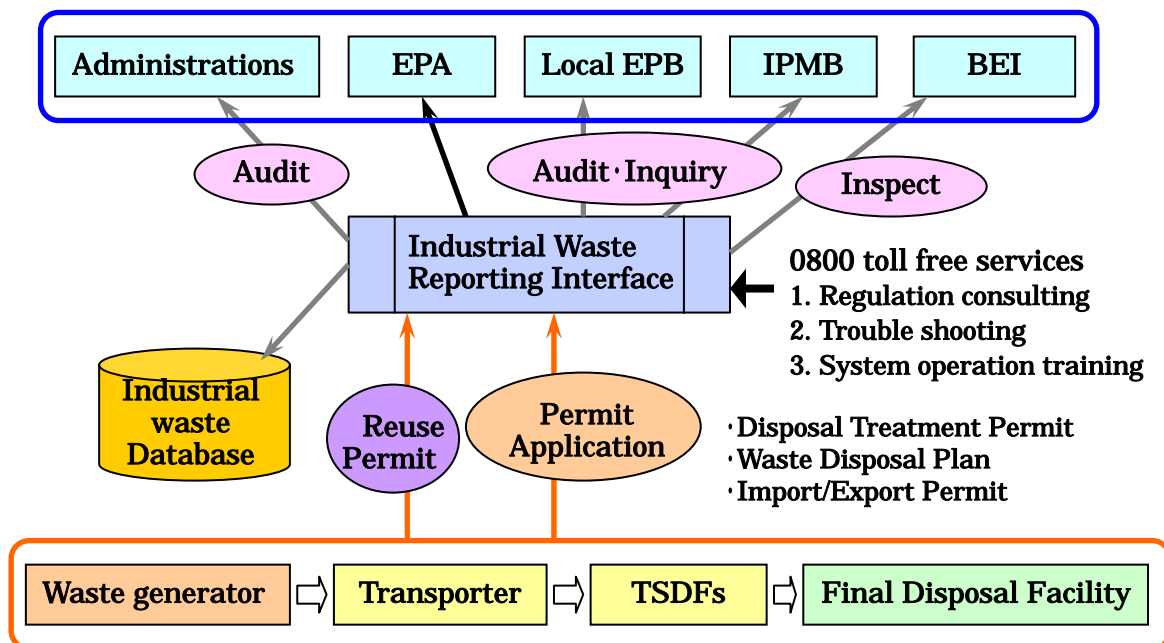 Administrations
EPA
Local EPB
IPMB
BEI
Audit
Audit·Inquiry
Inspect
Industrial Waste
Reporting Interface
0800 toll free services
1. Regulation consulting
2. Trouble shooting
3. System operation training
Industrial
waste
Database
Reuse
Permit
Permit
Application
·Disposal Treatment Permit
·Waste Disposal Plan
·Import/Export Permit
Waste generator
Transporter
TSDFs
Final Disposal Facility